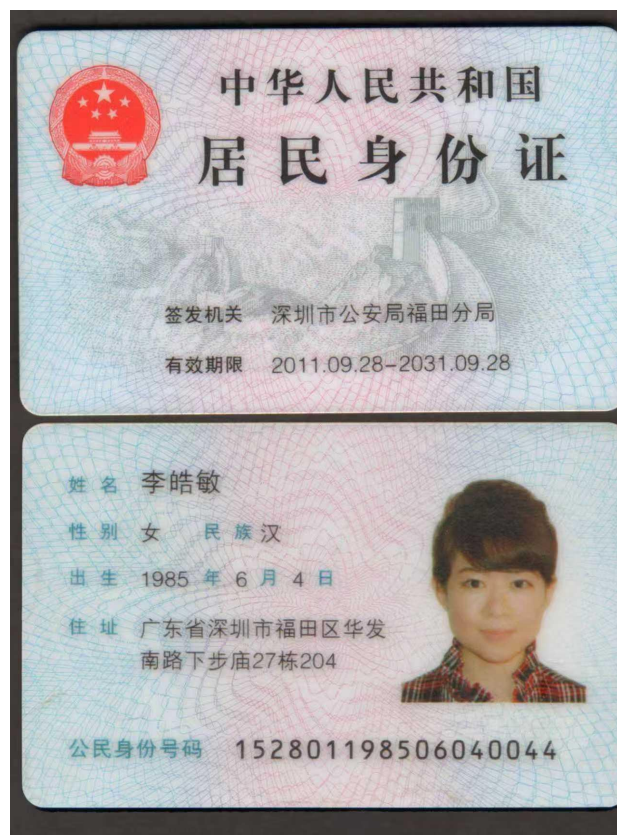 中华人民共和国
居民身份证
签发机关 深圳市公安局福田分局
有效期限 2011.09.28-2031.09.28
姓名 李皓敏
性别 女 民族 汉
出生 1985 年 6 月 4 日
住址 广东省深圳市福田区华发
南路下步庙27栋204
公民身份号码 152801198506040044